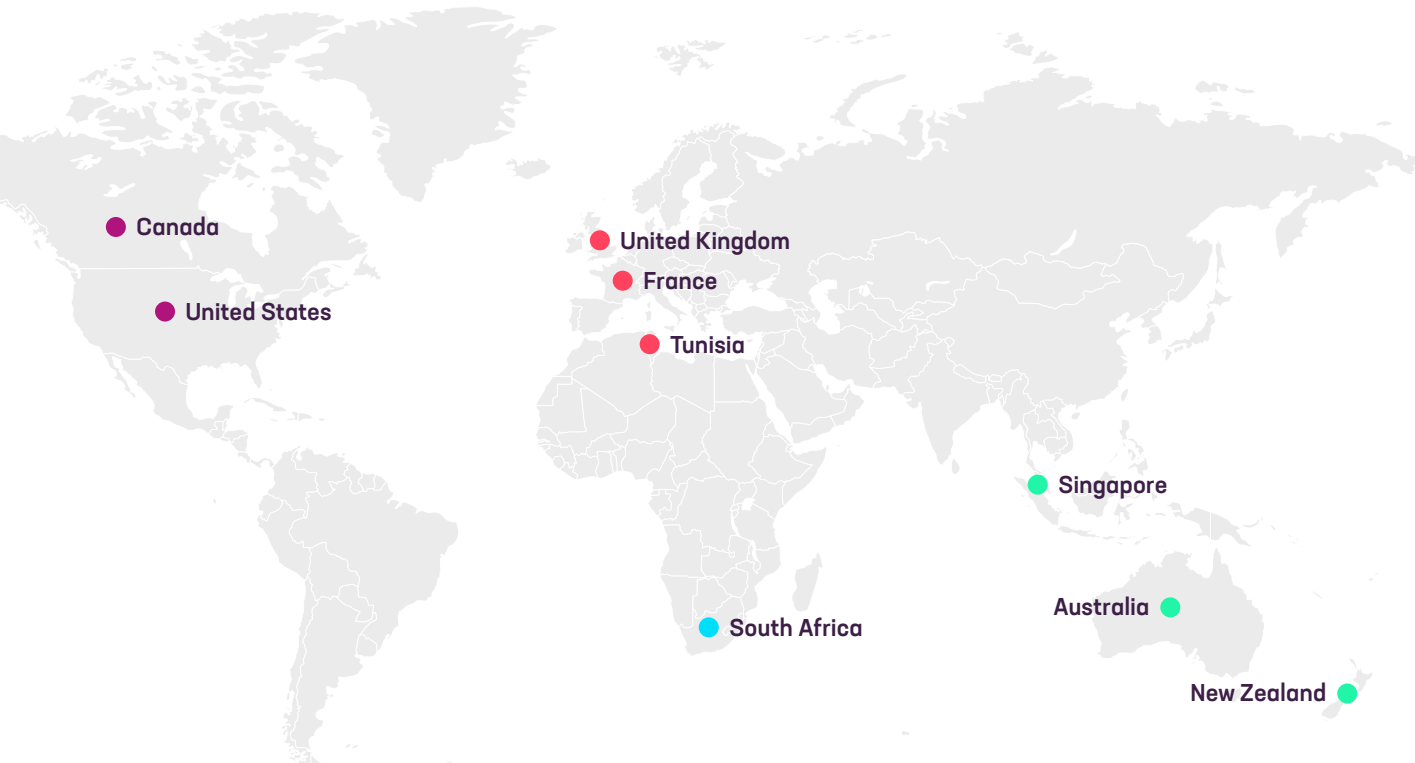 Canada
United Kingdom
France
United States
Tunisia
Singapore
Australia
South Africa
New Zealand